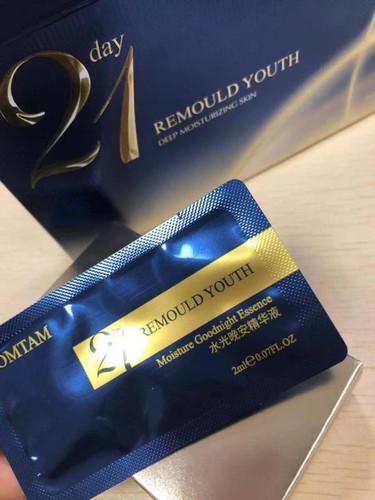 21 day
REMOULD YOUTH
DEEP MOISTURIZING SKIN
OMTAM
21 REMOULD YOUTH
Moisture Goodnight Essence
水光晚安精华液
2ml℮0.07FL.OZ